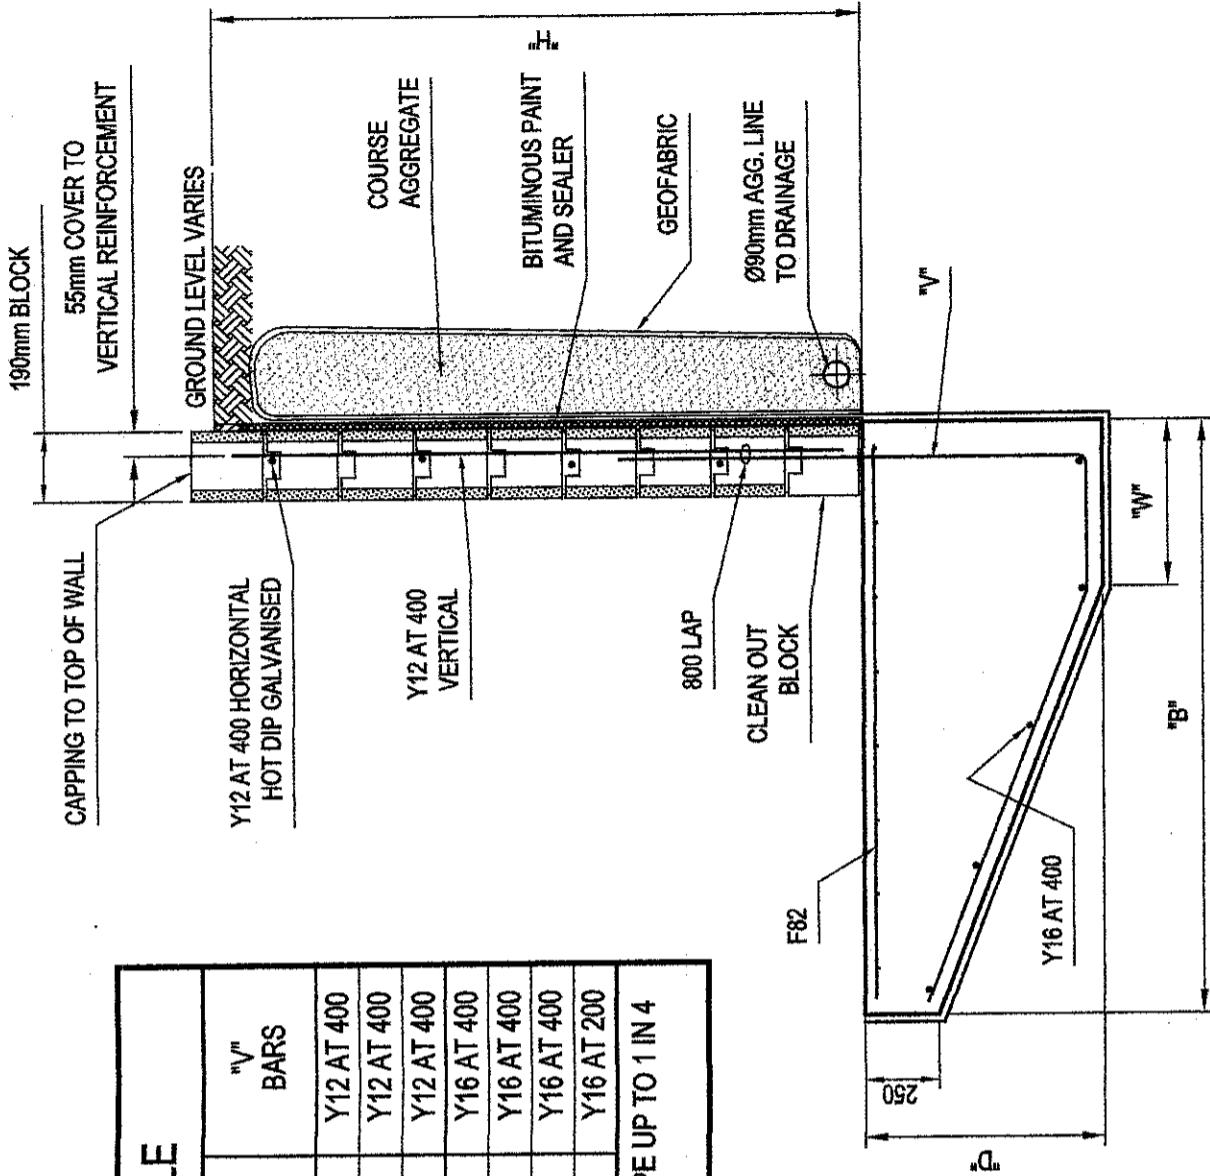 190mm BLOCK
55mm COVER TO
VERTICAL REINFORCEMENT
GROUND LEVEL VARIES
CAPPING TO TOP OF WALL
Y12 AT 400 HORIZONTAL
HOT DIP GALVANISED
COURSE
AGGREGATE
"H"
Y12 AT 400
VERTICAL
BITUMINOUS PAINT
AND SEALER
GEOFABRIC
800 LAP
CLEAN OUT
BLOCK
Ø90mm AGG. LINE
TO DRAINAGE
"V"
F82
Y16 AT 400
"W"
"B"
250
"D"
LE
"V"
BARS
Y12 AT 400
Y12 AT 400
Y12 AT 400
Y16 AT 400
Y16 AT 400
Y16 AT 400
Y16 AT 200
PE UP TO 1 IN 4